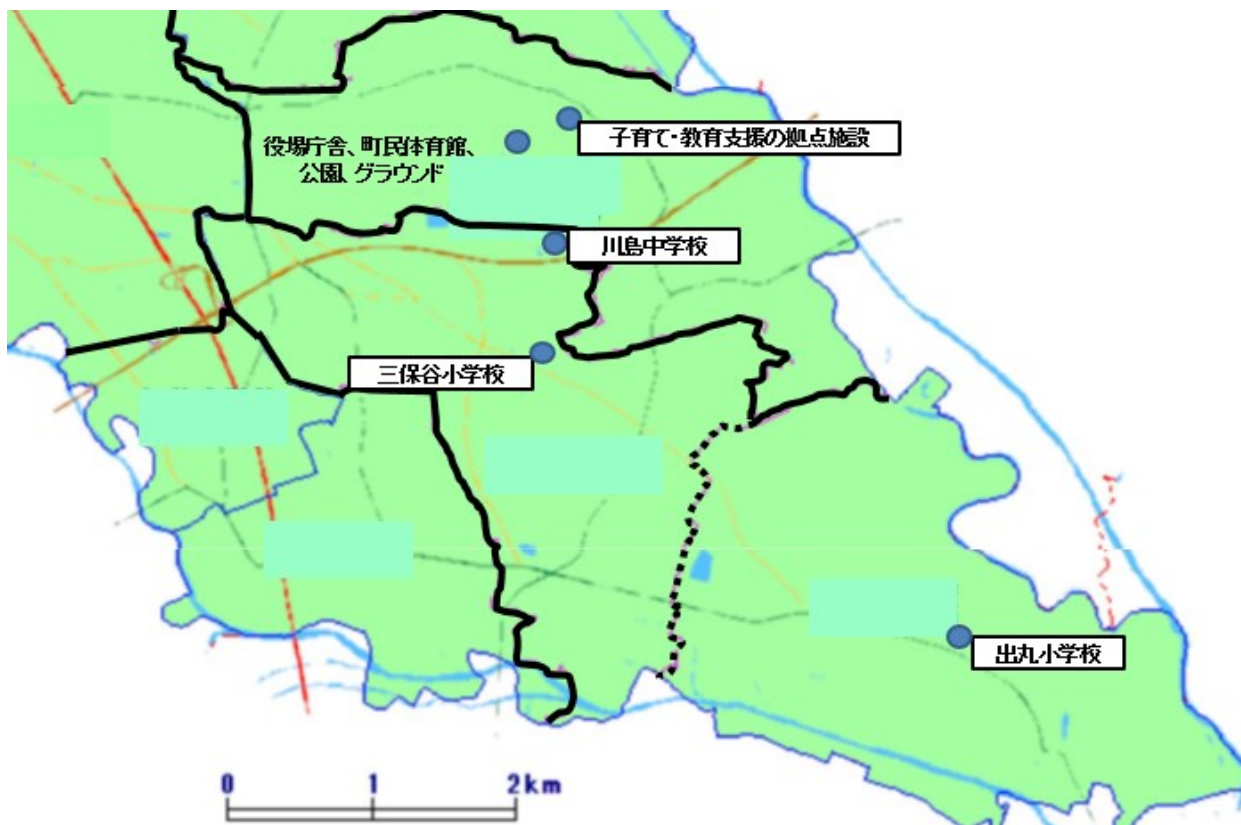 子育て・教育支援の拠点施設
役場庁舎、町民体育館、
公園、グラウンド
川島中学校
三保谷小学校
出丸小学校
0 1 2km